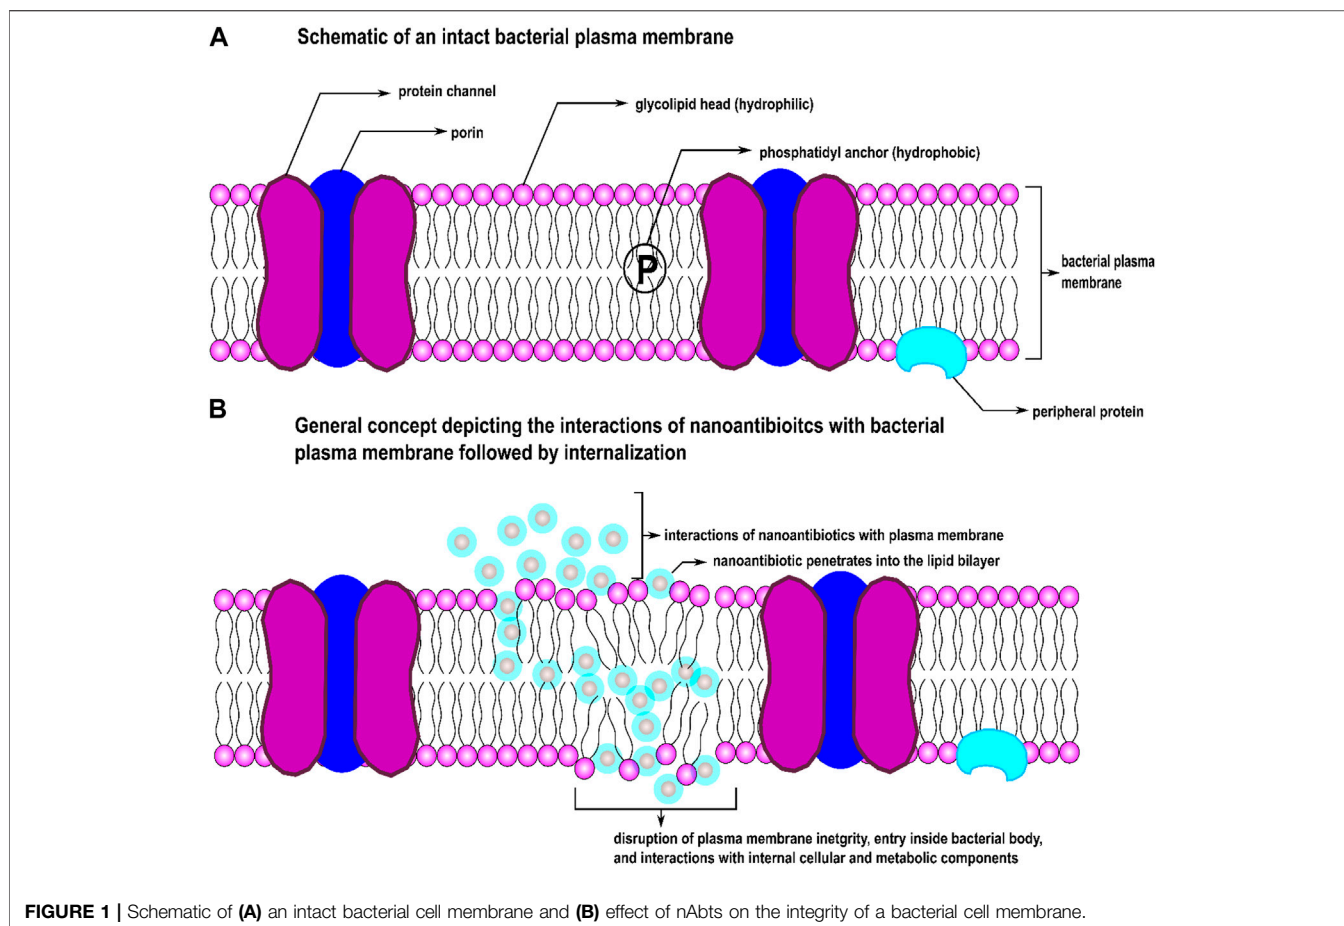 A
Schematic of an intact bacterial plasma membrane
protein channel
glycolipid head (hydrophilic)
porin
phosphatidyl anchor (hydrophobic)
P
bacterial plasma
membrane
peripheral protein
B
General concept depicting the interactions of nanoantibioitcs with bacterial
plasma membrane followed by internalization
interactions of nanoantibiotics with plasma membrane
nanoantibiotic penetrates into the lipid bilayer
disruption of plasma membrane inetgrity, entry inside bacterial body,
and interactions with internal cellular and metabolic components
FIGURE 1 | Schematic of (A) an intact bacterial cell membrane and (B) effect of nAbts on the integrity of a bacterial cell membrane.